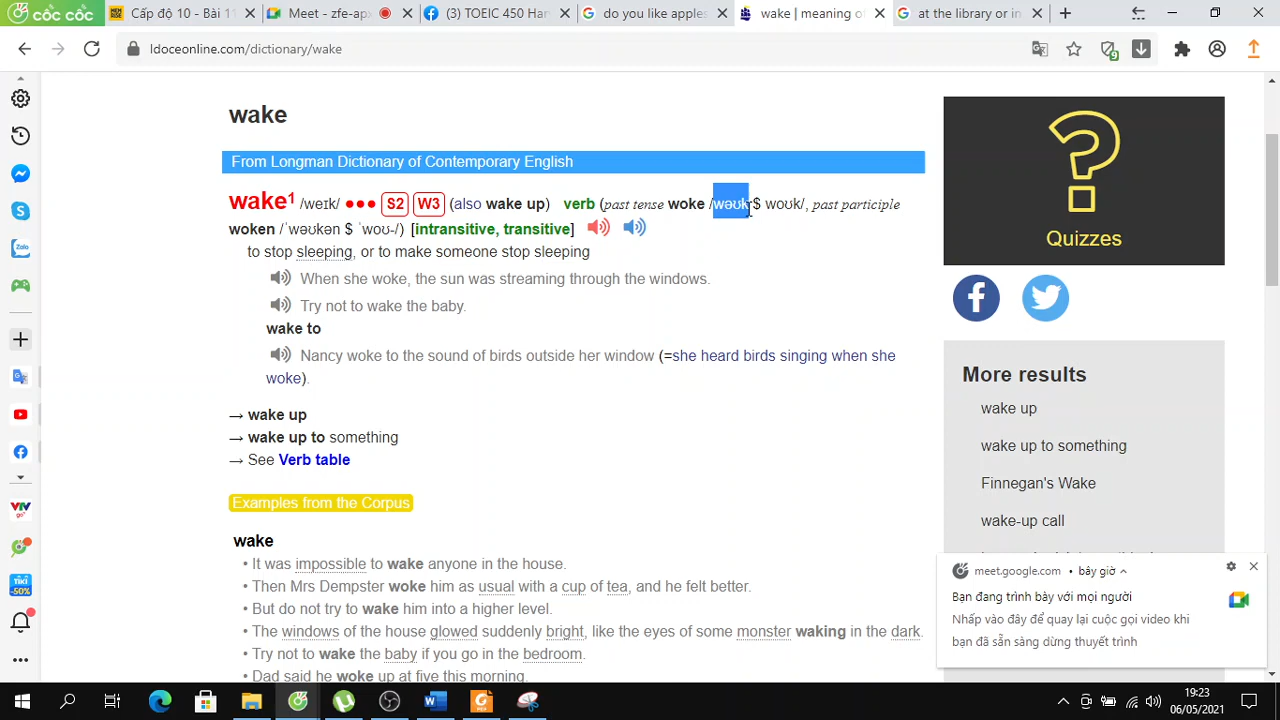 cốc cốc
Cấp độ 10 - Bài 11
Meet - zfe-apx
(3) TOEIC 450 Han
do you like apples
wake | meaning of
at the library or in
ldoceonline.com/dictionary/wake
9
wake
From Longman Dictionary of Contemporary English
wake1 /weɪk/ ●●● S2 W3 (also wake up) verb (past tense woke /wəʊk $ woʊk/, past participle
woken /ˈwəʊkən $ ˈwoʊ-/) [intransitive, transitive]
to stop sleeping, or to make someone stop sleeping
When she woke, the sun was streaming through the windows.
Try not to wake the baby.
wake to
Nancy woke to the sound of birds outside her window (=she heard birds singing when she
woke).
→ wake up
→ wake up to something
→ See Verb table
Examples from the Corpus
wake
• It was impossible to wake anyone in the house.
• Then Mrs Dempster woke him as usual with a cup of tea, and he felt better.
• But do not try to wake him into a higher level.
• The windows of the house glowed suddenly bright, like the eyes of some monster waking in the dark.
• Try not to wake the baby if you go in the bedroom.
• Dad said he woke up at five this morning.
?
Quizzes
More results
wake up
wake up to something
Finnegan's Wake
wake-up call
meet.google.com • bây giờ
Bạn đang trình bày với mọi người
Nhấp vào đây để quay lại cuộc gọi video khi
bạn đã sẵn sàng dừng thuyết trình
Zalo
VTV
go
TIKI
-50%
19:23
06/05/2021